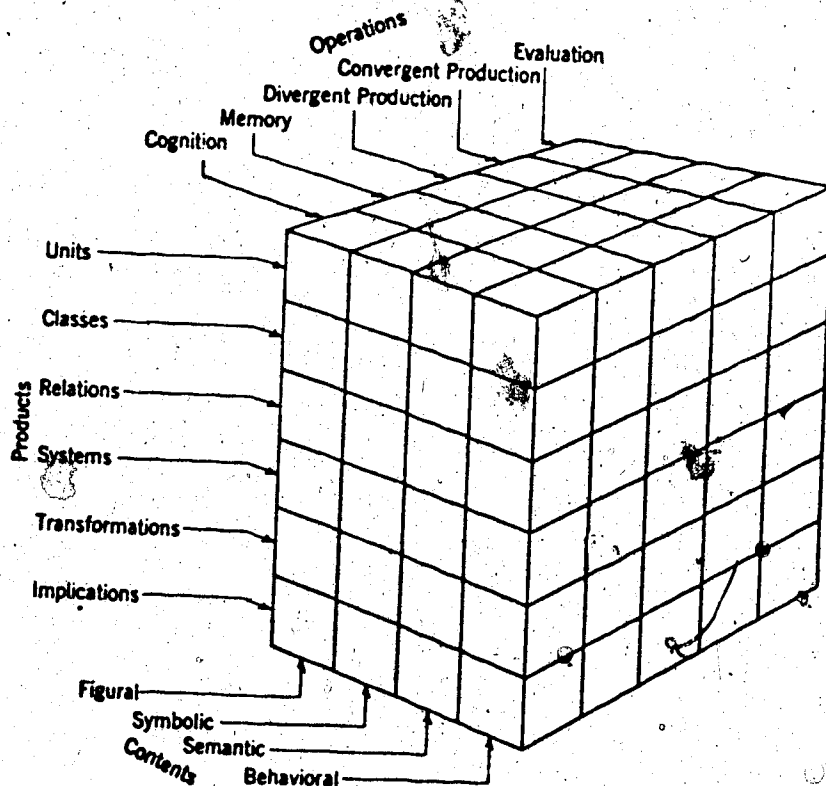 Operations
Evaluation
Convergent Production
Divergent Production
Memory
Cognition
Units
Classes
Relations
Products
Systems
Transformations
Implications
Figural
Symbolic
Semantic
Contents
Behavioral